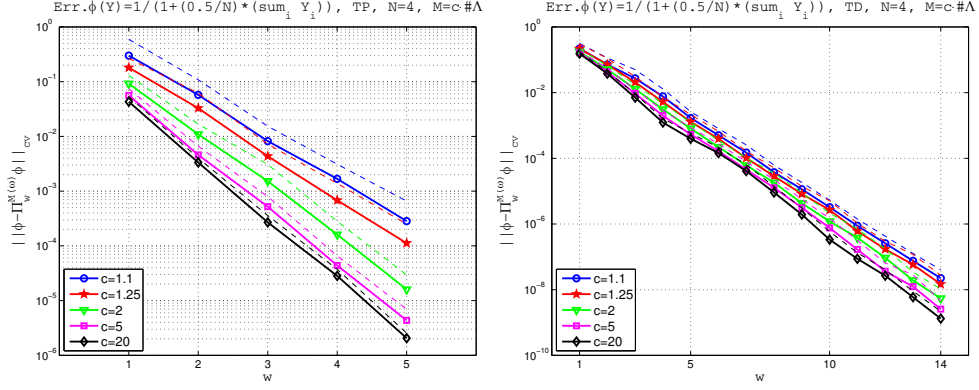 Err.ϕ(Y)=1/(1+(0.5/N)*(sum_i Y_i)), TP, N=4, M=c·#Λ
10^0
10^-1
10^-2
10^-3
10^-4
10^-5
10^-6
||ϕ-Π_w^M(ω) ϕ||_cv
c=1.1
c=1.25
c=2
c=5
c=20
1 2 3 4 5
w
Err.ϕ(Y)=1/(1+(0.5/N)*(sum_i Y_i)), TD, N=4, M=c·#Λ
10^0
10^-2
10^-4
10^-6
10^-8
10^-10
||ϕ-Π_w^M(ω) ϕ||_cv
c=1.1
c=1.25
c=2
c=5
c=20
1 5 10 14
w